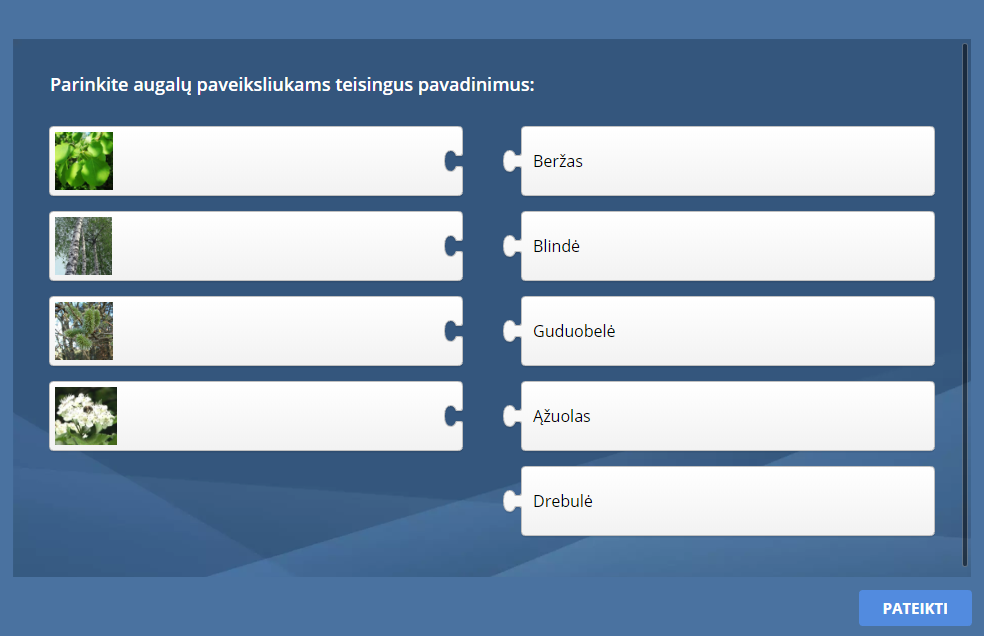 Parinkite augalų paveiksliukams teisingus pavadinimus:
Beržas
Blindė
Guduobelė
Ąžuolas
Drebulė
PATEIKTI